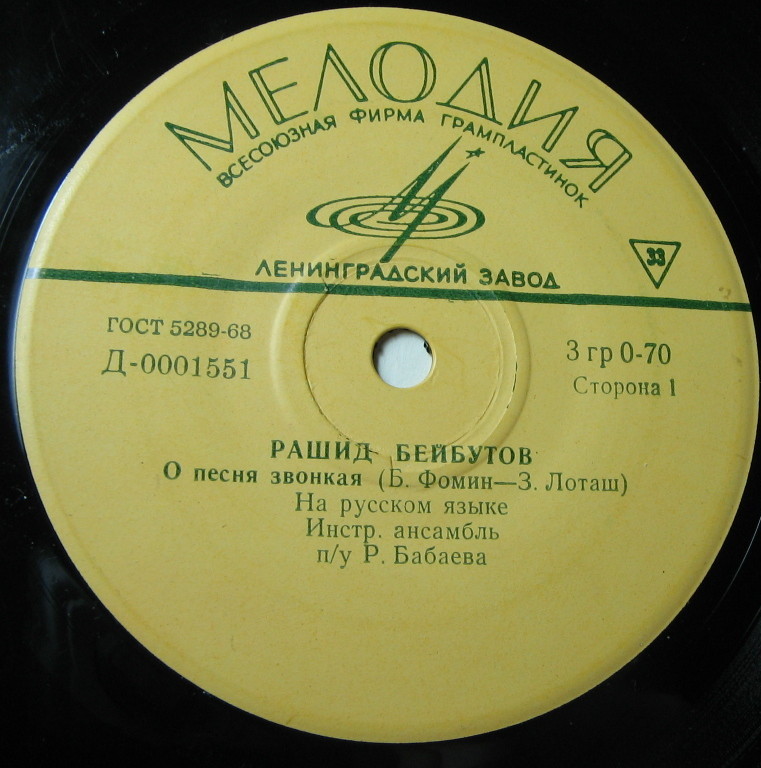 МЕЛОДИЯ
ВСЕСОЮЗНАЯ ФИРМА ГРАМПЛАСТИНОК
ЛЕНИНГРАДСКИЙ ЗАВОД
33
ГОСТ 5289-68
Д-0001551
3 гр 0-70
Сторона 1
РАШИД БЕЙБУТОВ
О песня звонкая (Б. Фомин—З. Лоташ)
На русском языке
Инстр. ансамбль
п/у Р. Бабаева